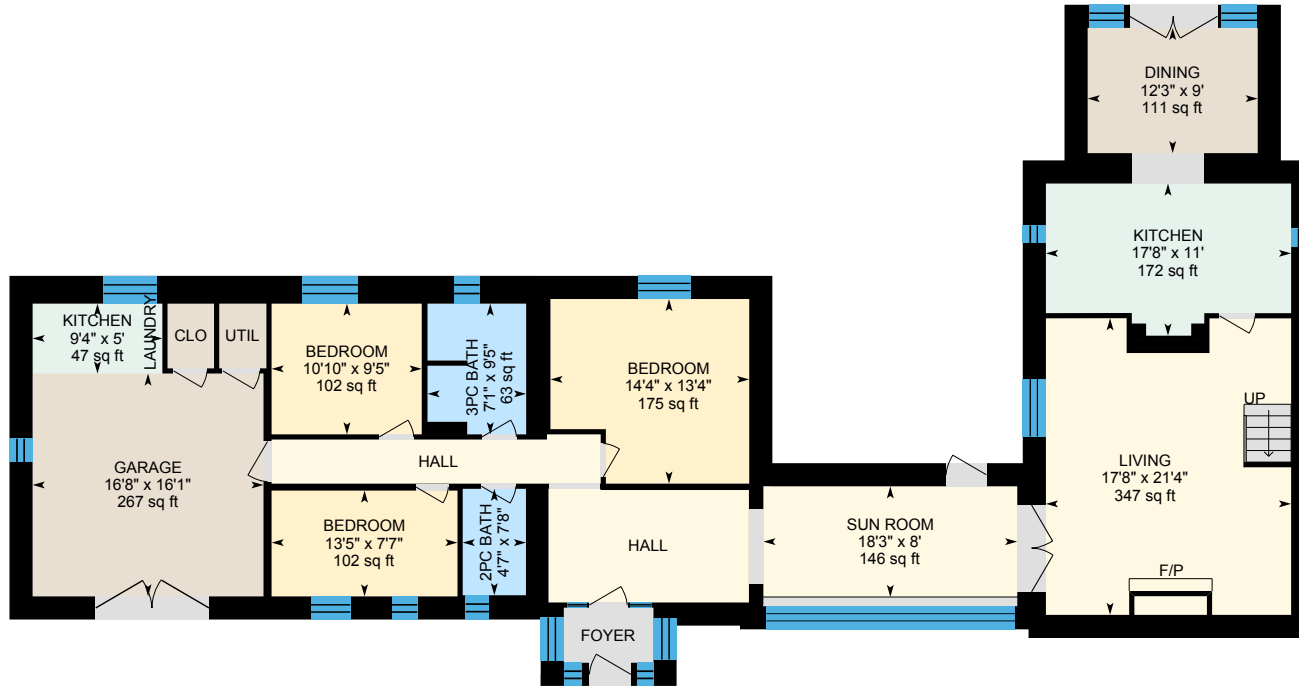 DINING
12'3" x 9'
111 sq ft
KITCHEN
17'8" x 11'
172 sq ft
KITCHEN
9'4" x 5'
47 sq ft
LAUNDRY
CLO
UTIL
BEDROOM
10'10" x 9'5"
102 sq ft
3PC BATH
7'1" x 9'5"
63 sq ft
BEDROOM
14'4" x 13'4"
175 sq ft
UP
HALL
GARAGE
16'8" x 16'1"
267 sq ft
LIVING
17'8" x 21'4"
347 sq ft
BEDROOM
13'5" x 7'7"
102 sq ft
2PC BATH
4'7" x 7'8"
HALL
SUN ROOM
18'3" x 8'
146 sq ft
F/P
FOYER